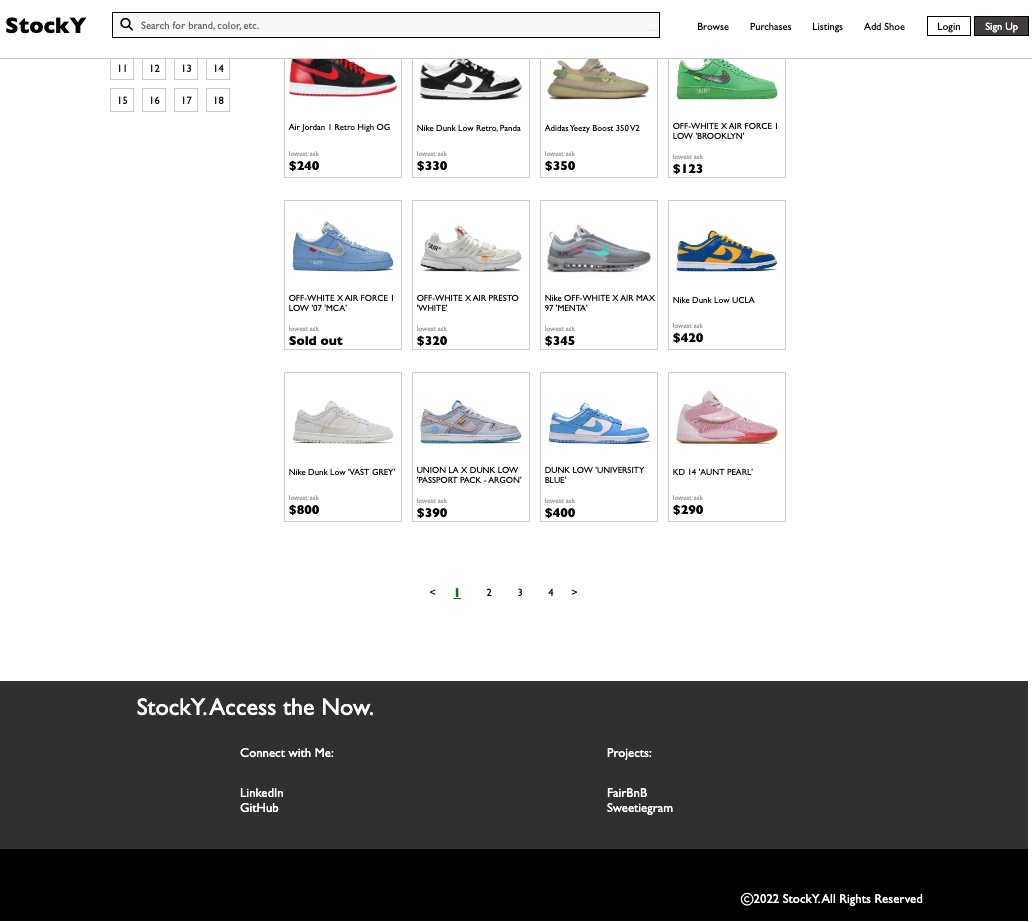 StockY
Search for brand, color, etc.
Browse Purchases Listings Add Shoe Login Sign Up
11 12 13 14
15 16 17 18
Air Jordan 1 Retro High OG
lowest ask
$240
Nike Dunk Low Retro, Panda
lowest ask
$330
Adidas Yeezy Boost 350 V2
lowest ask
$350
"AIR"
OFF-WHITE X AIR FORCE 1
LOW 'BROOKLYN'
lowest ask
$123
"AIR"
OFF-WHITE X AIR FORCE 1
LOW '07 'MCA'
lowest ask
Sold out
"AIR"
OFF-WHITE X AIR PRESTO
'WHITE'
lowest ask
$320
Nike OFF-WHITE X AIR MAX
97 'MENTA'
lowest ask
$345
Nike Dunk Low UCLA
lowest ask
$420
Nike Dunk Low 'VAST GREY'
lowest ask
$800
UNION LA X DUNK LOW
'PASSPORT PACK - ARGON'
lowest ask
$390
DUNK LOW 'UNIVERSITY
BLUE'
lowest ask
$400
KD 14 'AUNT PEARL'
lowest ask
$290
< 1 2 3 4 >
StockY. Access the Now.
Connect with Me:
LinkedIn
GitHub
Projects:
FairBnB
Sweetiegram
©2022 StockY. All Rights Reserved